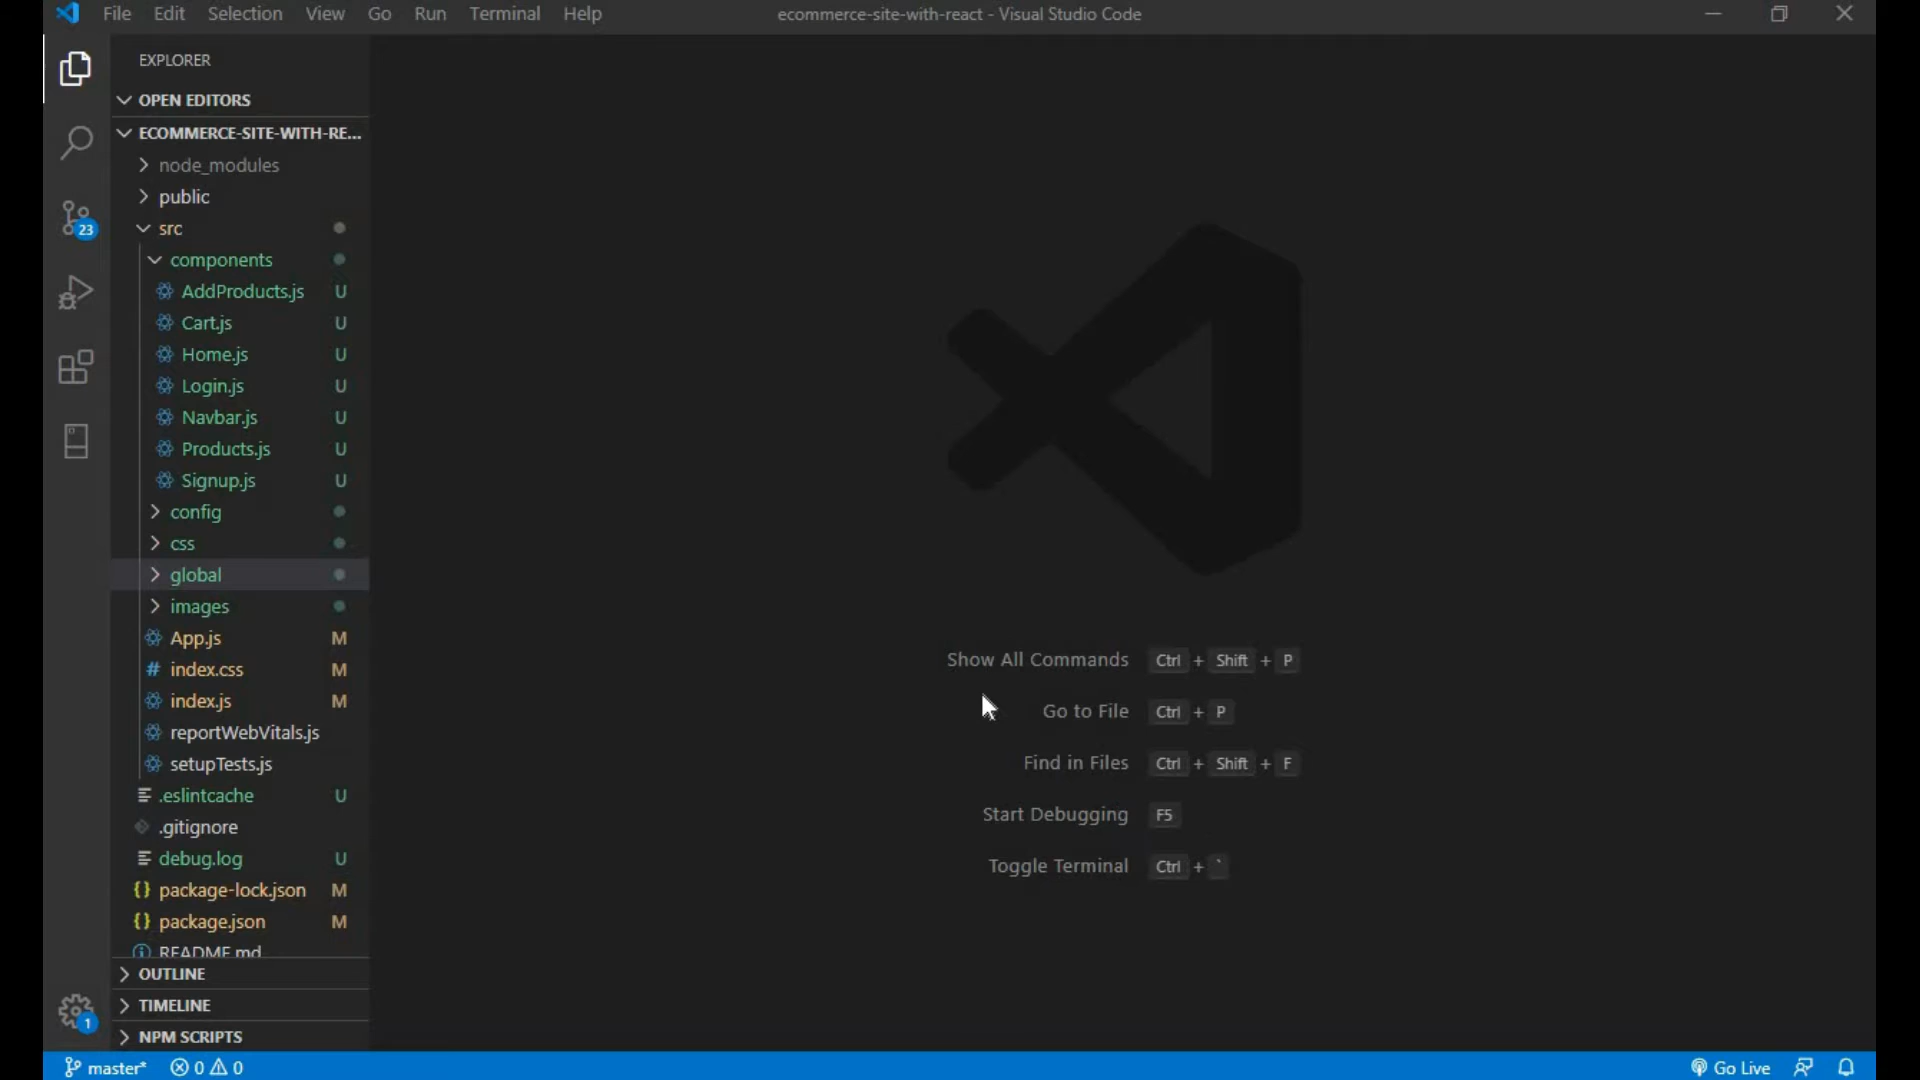 File Edit Selection View Go Run Terminal Help
ecommerce-site-with-react - Visual Studio Code
EXPLORER
OPEN EDITORS
ECOMMERCE-SITE-WITH-RE...
node_modules
public
23
src
components
AddProducts.js U
Cart.js U
Home.js U
Login.js U
Navbar.js U
Products.js U
Signup.js U
config
css
global
images
App.js M
# index.css M
index.js M
reportWebVitals.js
setupTests.js
.eslintcache U
.gitignore
debug.log U
{} package-lock.json M
{} package.json M
README.md
OUTLINE
TIMELINE
1
NPM SCRIPTS
Show All Commands Ctrl + Shift + P
Go to File Ctrl + P
Find in Files Ctrl + Shift + F
Start Debugging F5
Toggle Terminal Ctrl + `
master* 0 0
Go Live